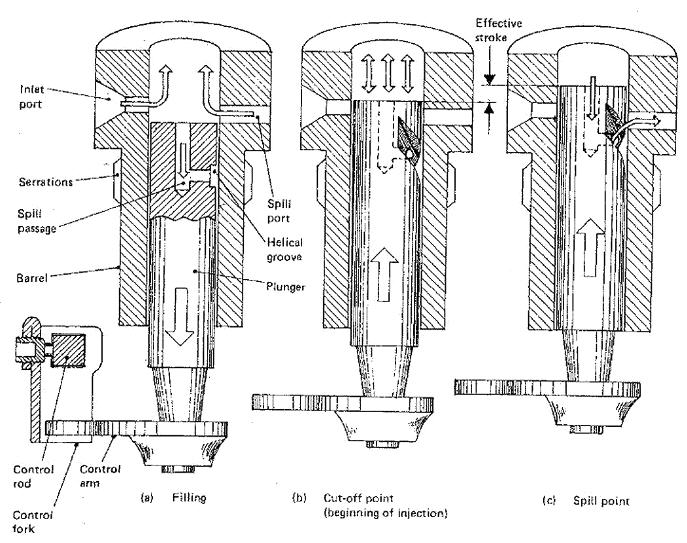 Effective
stroke
Inlet
port
Serrations
Spill
passage
Spill
port
Helical
groove
Barrel
Plunger
Control
rod
Control
arm
Control
fork
(a) Filling
(b) Cut-off point
(beginning of injection)
(c) Spill point